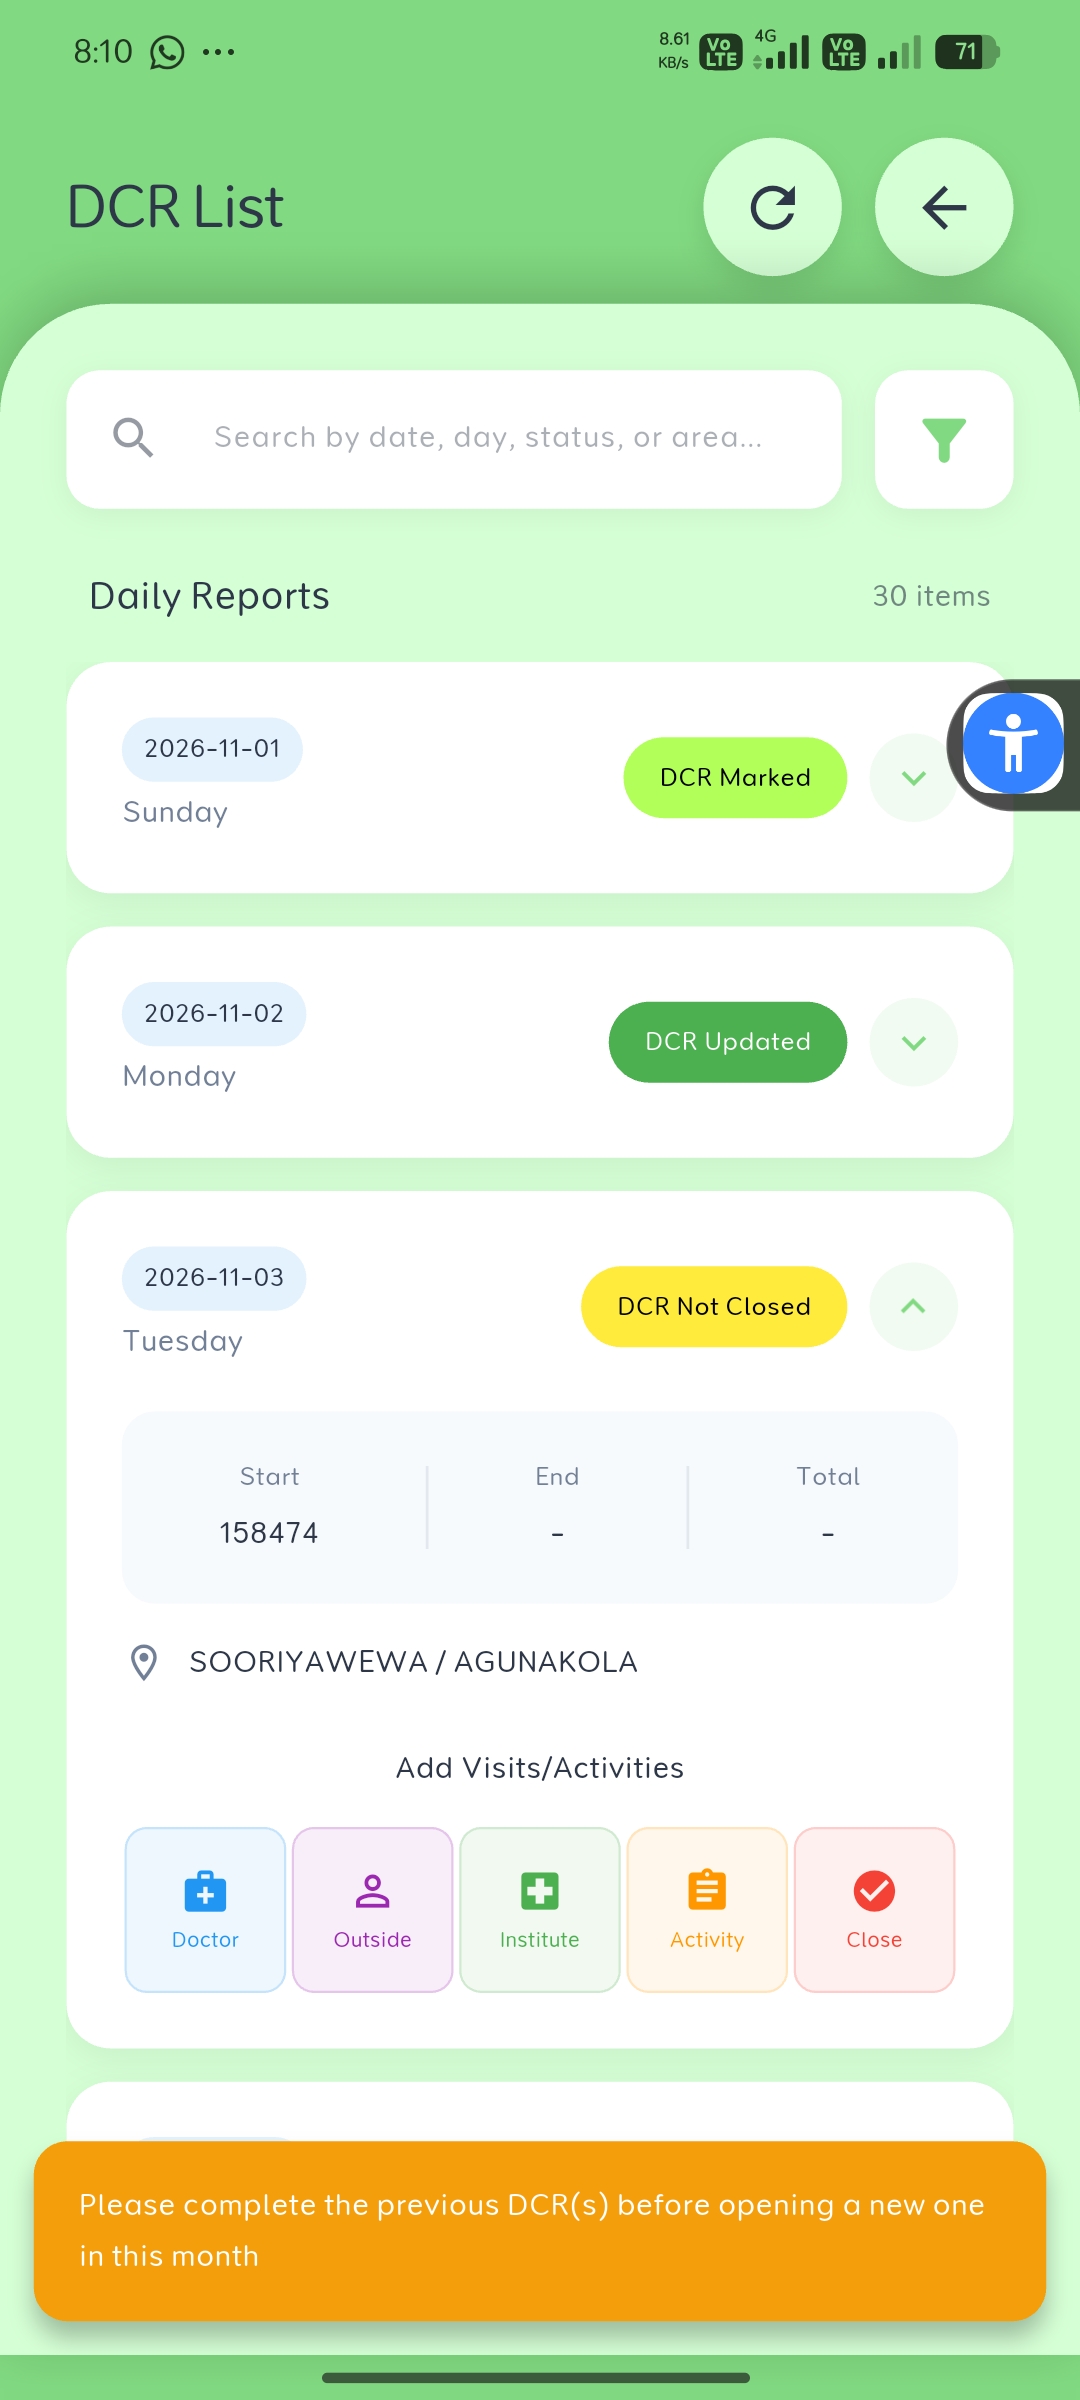 8:10
8.61 KB/s
Vo LTE
4G
Vo LTE
71
DCR List
Search by date, day, status, or area...
Daily Reports
30 items
2026-11-01
Sunday
DCR Marked
2026-11-02
Monday
DCR Updated
2026-11-03
Tuesday
DCR Not Closed
Start
End
Total
158474
-
-
SOORIYAWEWA / AGUNAKOLA
Add Visits/Activities
Doctor
Outside
Institute
Activity
Close
Please complete the previous DCR(s) before opening a new one
in this month